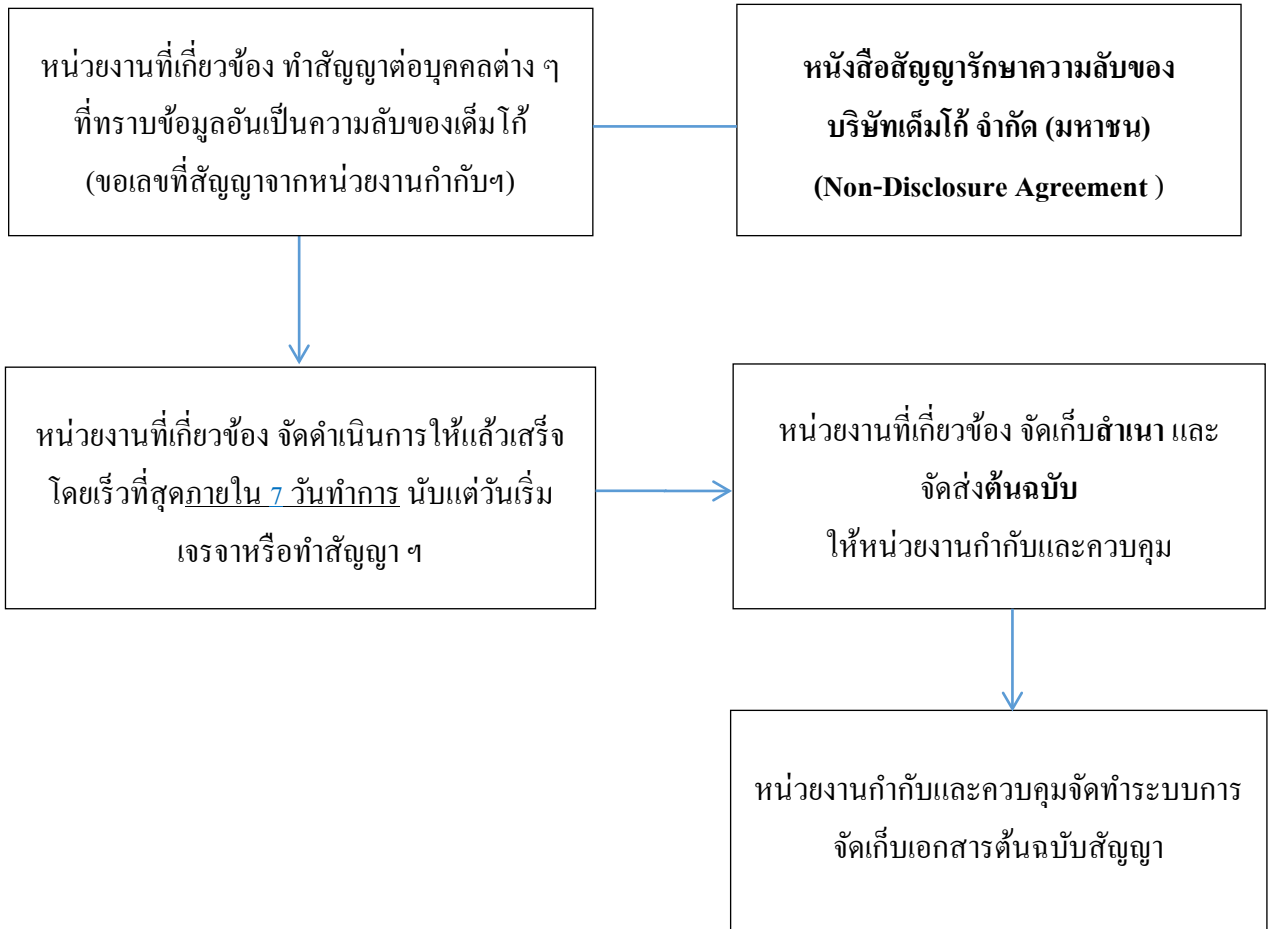 หน่วยงานที่เกี่ยวข้อง ทำสัญญาต่อบุคคลต่าง ๆ
ที่ทราบข้อมูลอันเป็นความลับของเด็มโก้
(ขอเลขที่สัญญาจากหน่วยงานกำกับฯ)
หนังสือสัญญารักษาความลับของ
บริษัทเด็มโก้ จำกัด (มหาชน)
(Non-Disclosure Agreement )
หน่วยงานที่เกี่ยวข้อง จัดดำเนินการให้แล้วเสร็จ
โดยเร็วที่สุดภายใน 7 วันทำการ นับแต่วันเริ่ม
เจรจาหรือทำสัญญา ฯ
หน่วยงานที่เกี่ยวข้อง จัดเก็บสำเนา และ
จัดส่งต้นฉบับ
ให้หน่วยงานกำกับและควบคุม
หน่วยงานกำกับและควบคุมจัดทำระบบการ
จัดเก็บเอกสารต้นฉบับสัญญา